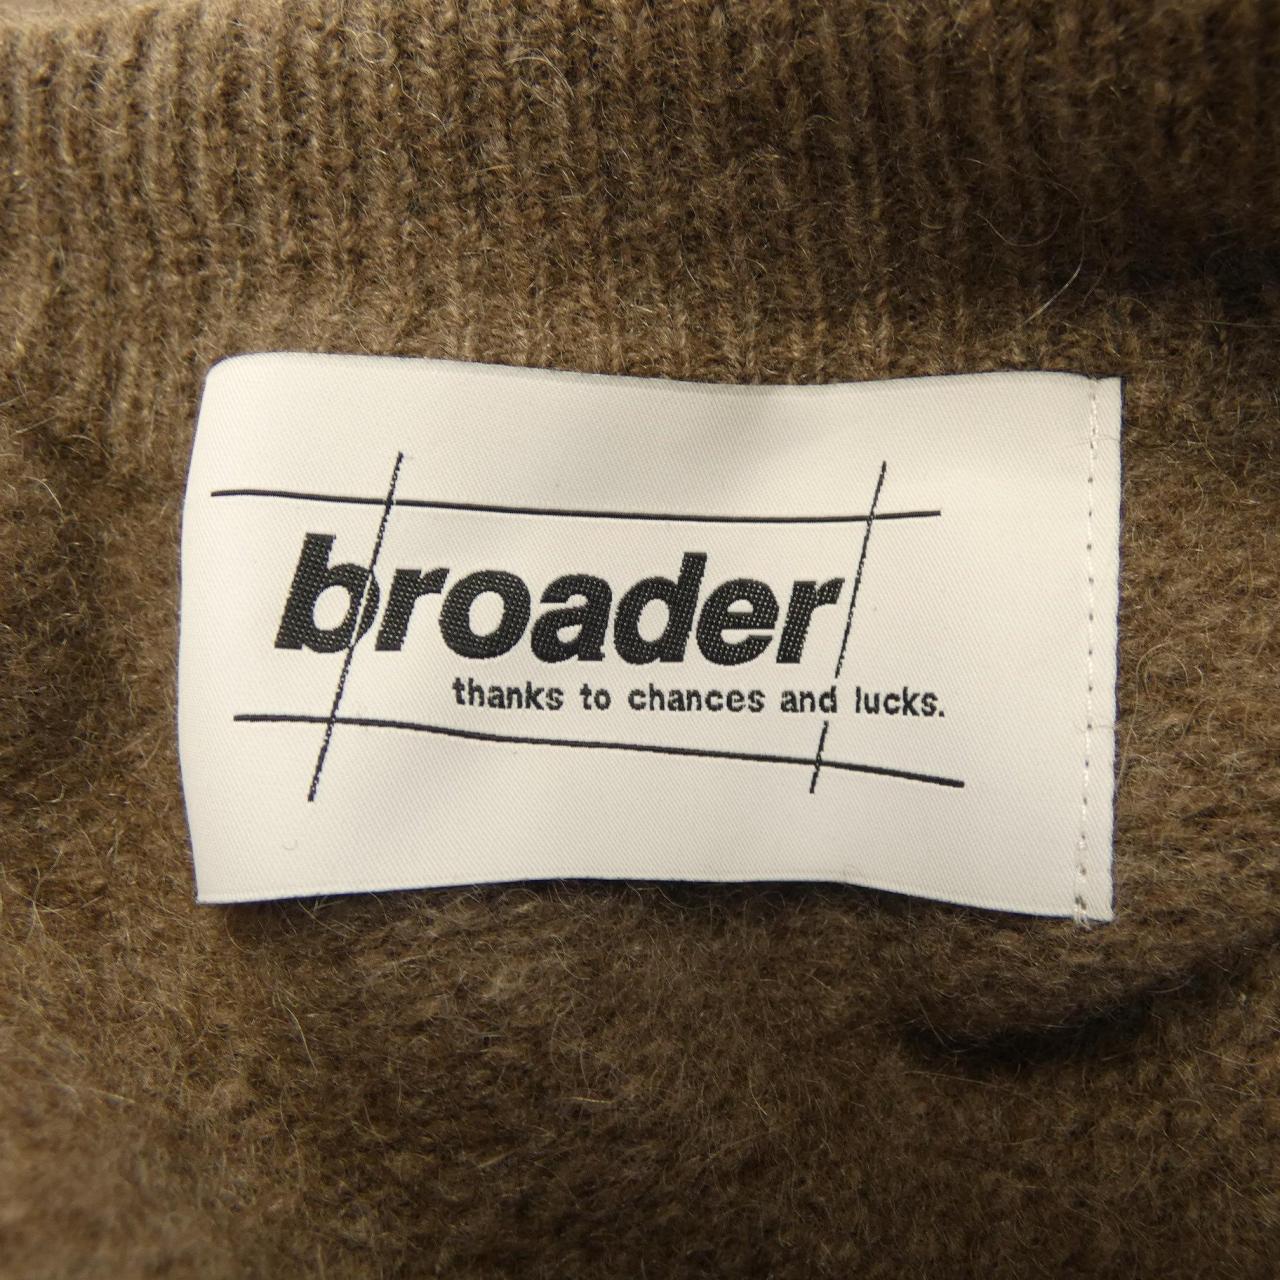 broader
thanks to chances and lucks.